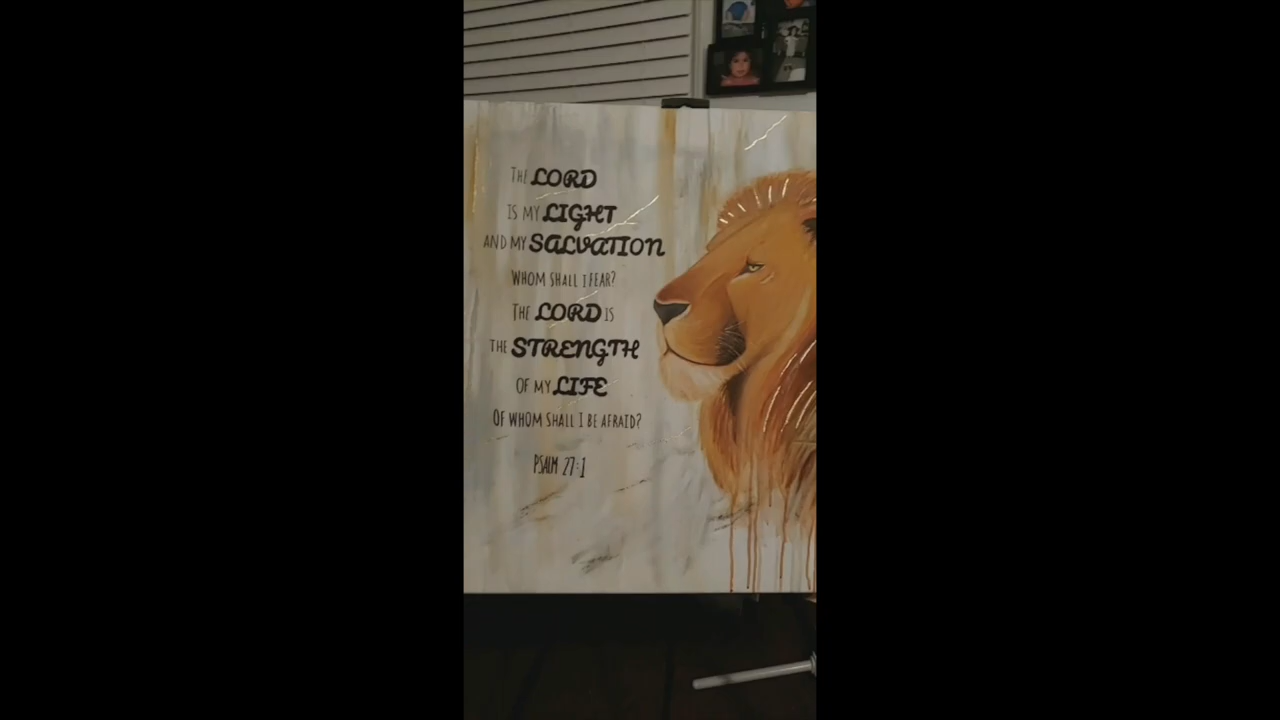 The LORD
IS MY LIGHT
AND MY SALVATION
WHOM SHALL I FEAR?
The LORD IS
THE STRENGTH
OF MY LIFE
OF WHOM SHALL I BE AFRAID?
PSALM 27:1